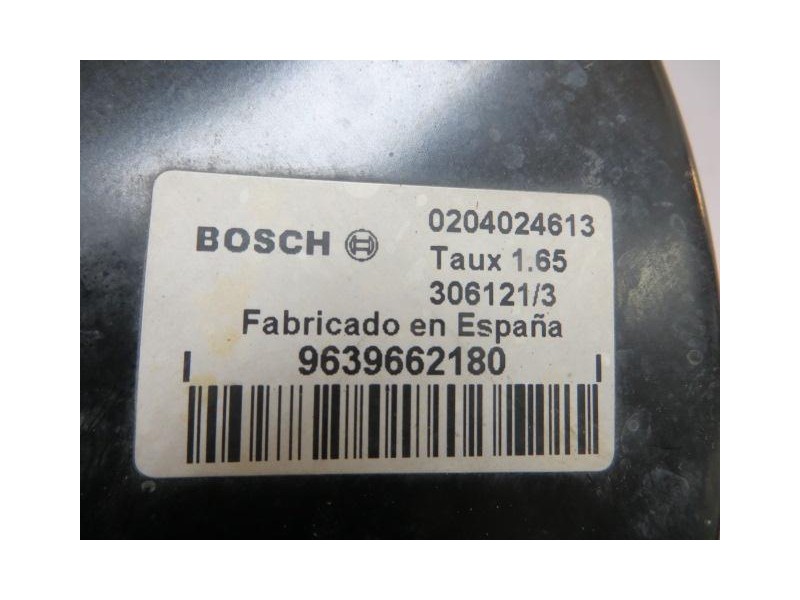 BOSCH
0204024613
Taux 1.65
306121/3
Fabricado en España
9639662180